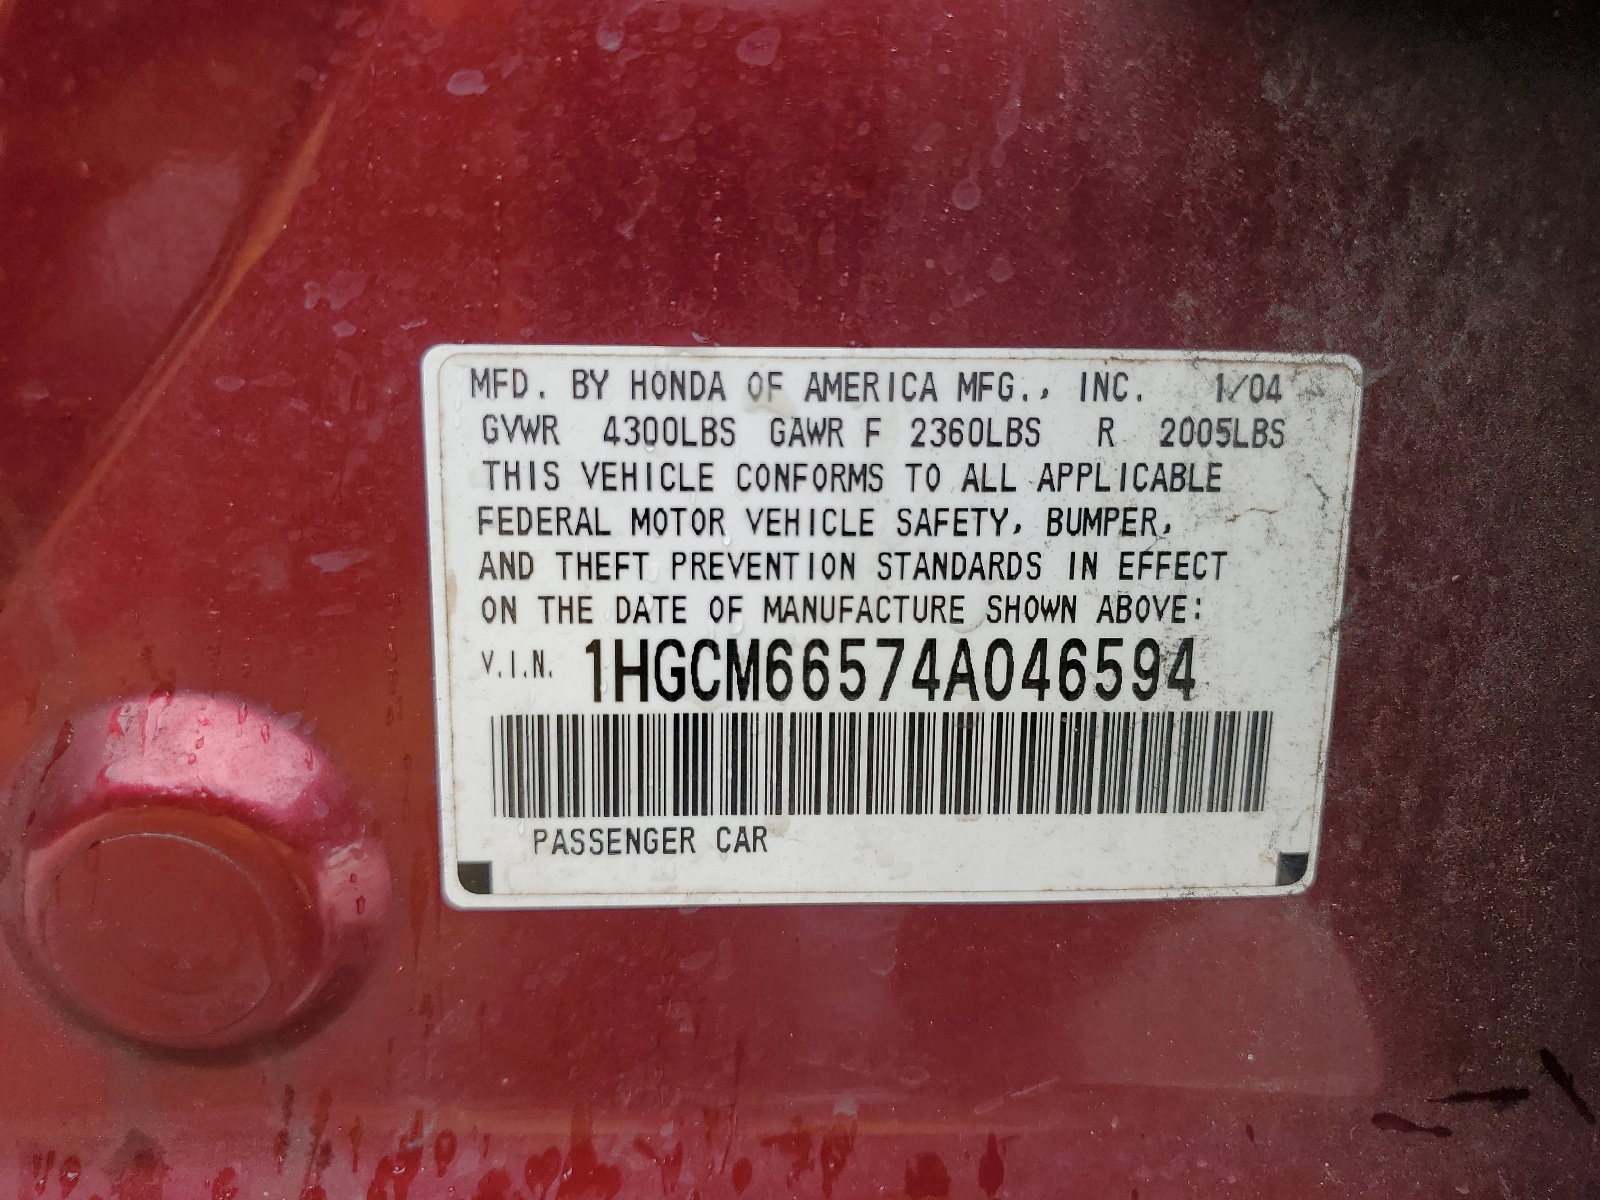 MFD. BY HONDA OF AMERICA MFG., INC. 1/04
GVWR 4300LBS GAWR F 2360LBS R 2005LBS
THIS VEHICLE CONFORMS TO ALL APPLICABLE
FEDERAL MOTOR VEHICLE SAFETY, BUMPER,
AND THEFT PREVENTION STANDARDS IN EFFECT
ON THE DATE OF MANUFACTURE SHOWN ABOVE:
V.I.N. 1HGCM66574A046594
PASSENGER CAR